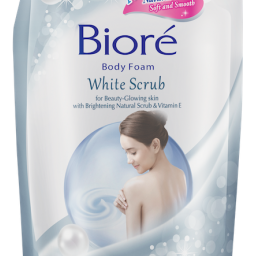 Soft and Smooth
Bioré
Body Foam
White Scrub
for Beauty-Glowing skin
with Brightening Natural Scrub & Vitamin E